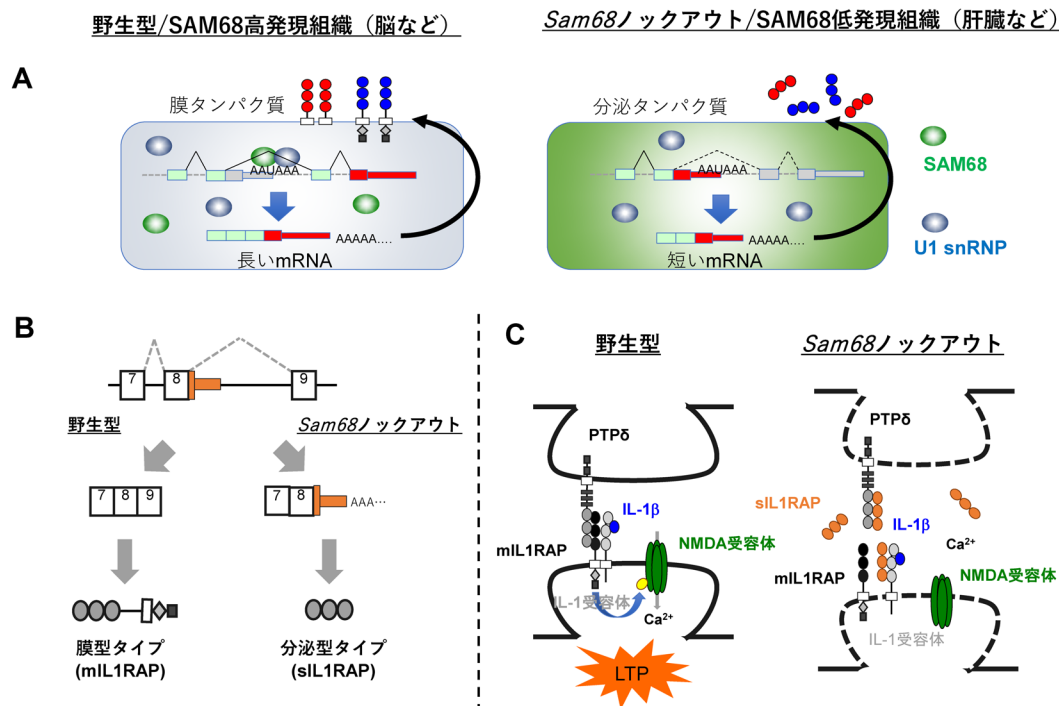 野生型/SAM68高発現組織（脳など）
Sam68ノックアウト/SAM68低発現組織（肝臓など）
A
膜タンパク質
AAUAAA
AAAAA....
長いmRNA
分泌タンパク質
AAUAAA
AAAAA....
短いmRNA
SAM68
U1 snRNP
B
7
8
9
野生型
Sam68ノックアウト
7
8
9
7
8
AAA…
膜型タイプ
(mIL1RAP)
分泌型タイプ
(sIL1RAP)
C
野生型
PTPδ
IL-1β
mIL1RAP
NMDA受容体
IL-1受容体
Ca2+
LTP
Sam68ノックアウト
PTPδ
sIL1RAP
IL-1β
Ca2+
mIL1RAP
NMDA受容体
IL-1受容体